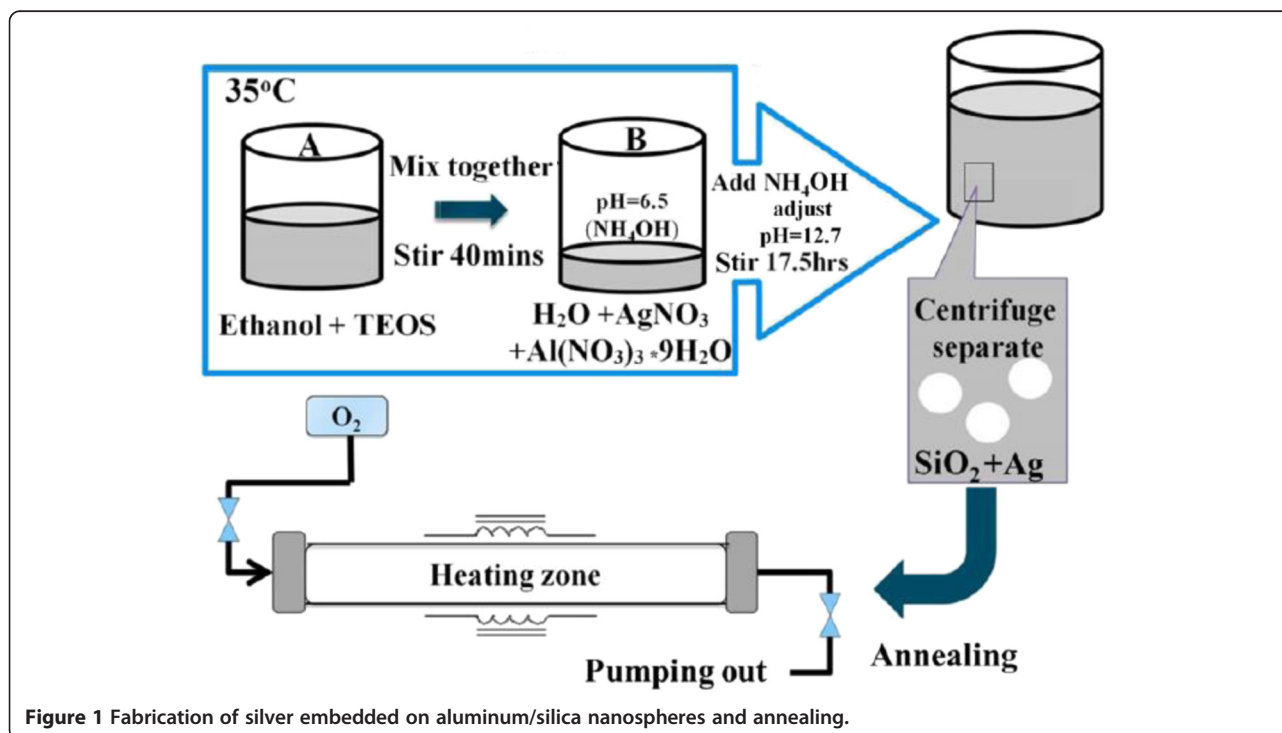 35°C
A
Ethanol + TEOS
Mix together
Stir 40mins
B
pH=6.5
(NH₄OH)
H₂O +AgNO₃
+Al(NO₃)₃ *9H₂O
Add NH₄OH
adjust
pH=12.7
Stir 17.5hrs
Centrifuge
separate
SiO₂+Ag
O₂
Heating zone
Pumping out
Annealing
Figure 1 Fabrication of silver embedded on aluminum/silica nanospheres and annealing.